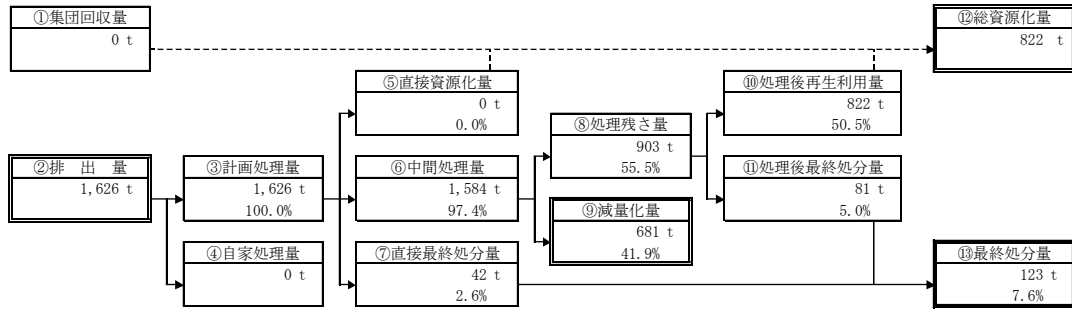 ①集団回収量
0 t
⑫総資源化量
822 t
⑤直接資源化量
0 t
0.0%
⑩処理後再生利用量
822 t
50.5%
⑧処理残さ量
903 t
55.5%
②排 出 量
1,626 t
③計画処理量
1,626 t
100.0%
⑥中間処理量
1,584 t
97.4%
⑪処理後最終処分量
81 t
5.0%
⑨減量化量
681 t
41.9%
④自家処理量
0 t
⑦直接最終処分量
42 t
2.6%
⑬最終処分量
123 t
7.6%